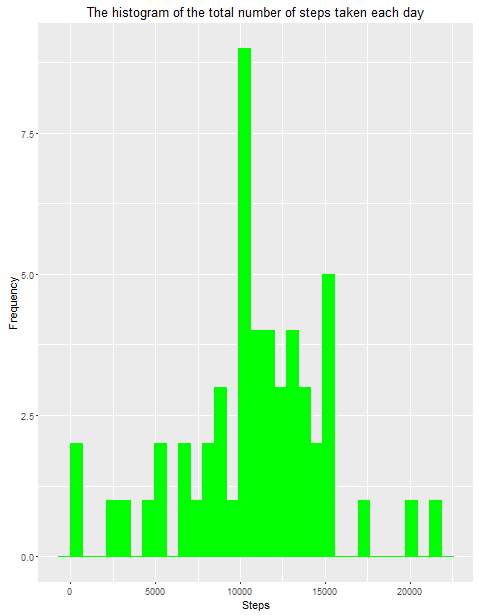 The histogram of the total number of steps taken each day
7.5
5.0
2.5
0.0
Frequency
0 5000 10000 15000 20000
Steps